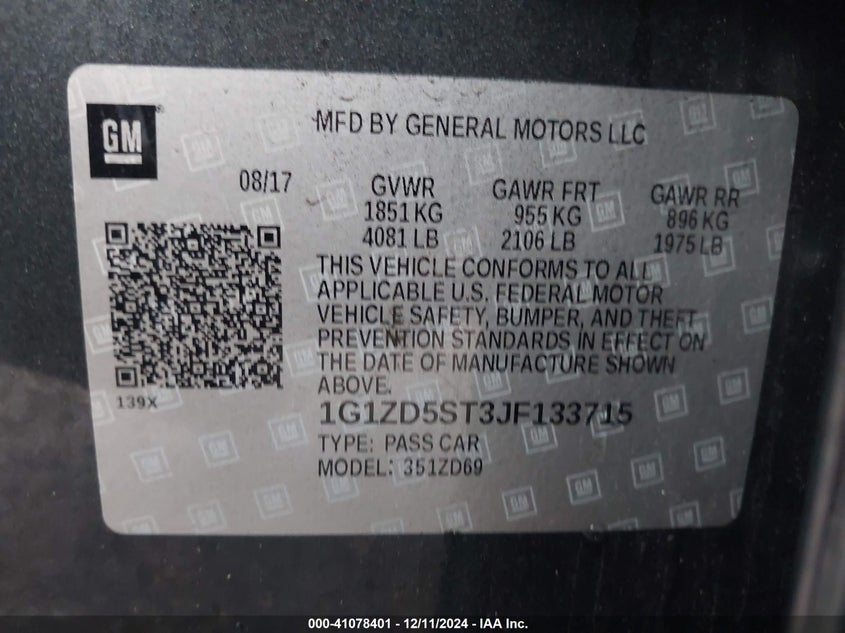 GM
MFD BY GENERAL MOTORS LLC
08/17
GVWR GAWR FRT GAWR RR
1851 KG 955 KG 896 KG
4081 LB 2106 LB 1975 LB
THIS VEHICLE CONFORMS TO ALL
APPLICABLE U.S. FEDERAL MOTOR
VEHICLE SAFETY, BUMPER, AND THEFT
PREVENTION STANDARDS IN EFFECT ON
THE DATE OF MANUFACTURE SHOWN
ABOVE.
139X
1G1ZD5ST3JF133715
TYPE: PASS CAR
MODEL: 351ZD69
000-41078401 - 12/11/2024 - IAA Inc.